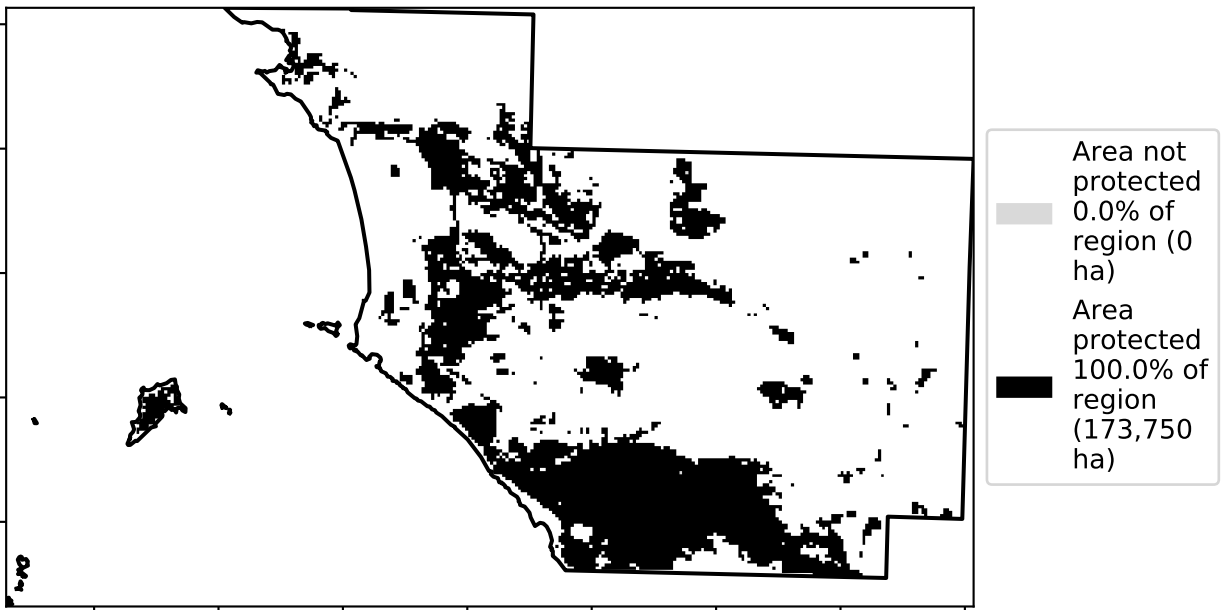 Area not
protected
0.0% of
region (0
ha)
Area
protected
100.0% of
region
(173,750
ha)